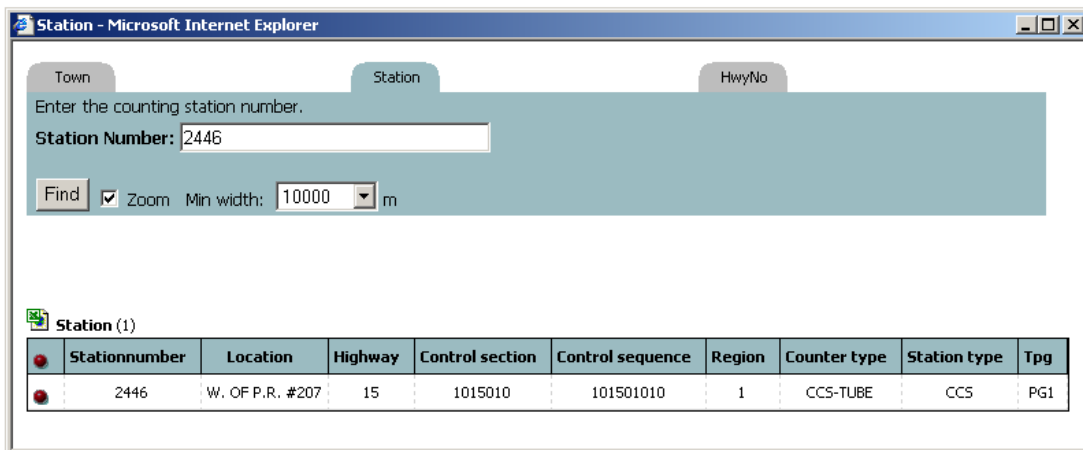 Station - Microsoft Internet Explorer
Town Station HwyNo
Enter the counting station number.
Station Number: 2446
Find Zoom Min width: 10000 m
Station (1)
Stationnumber Location Highway Control section Control sequence Region Counter type Station type Tpg
2446 W. OF P.R. #207 15 1015010 101501010 1 CCS-TUBE CCS PG1